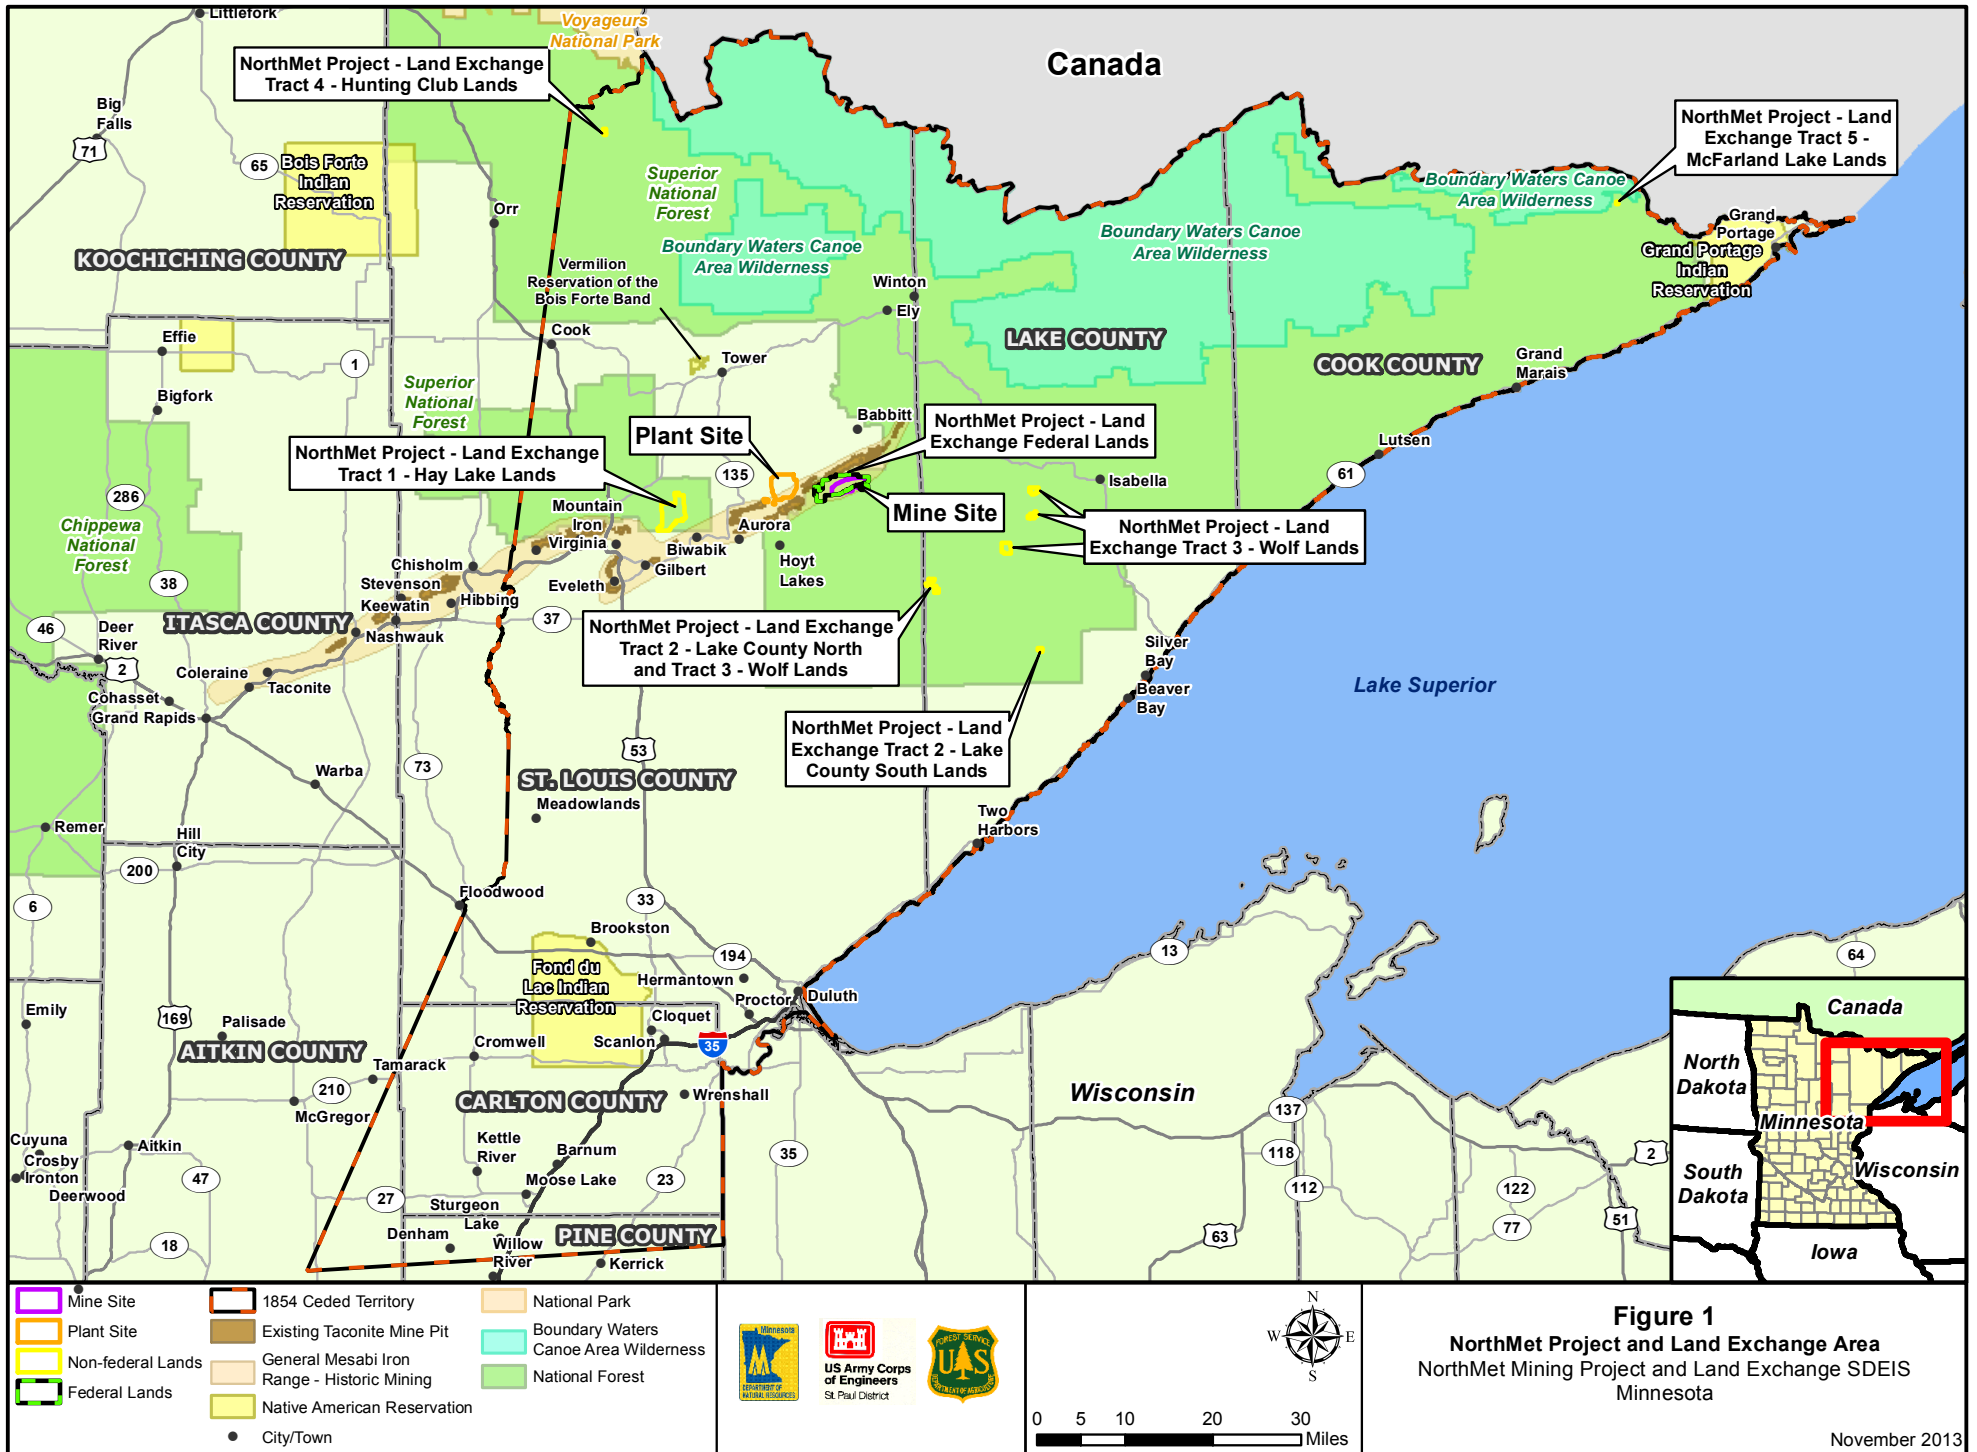 Littlefork
Voyageurs
National Park
NorthMet Project - Land Exchange
Tract 4 - Hunting Club Lands
Canada
Big
Falls
71
65
Bois Forte
Indian
Reservation
NorthMet Project - Land
Exchange Tract 5 -
McFarland Lake Lands
Superior
National
Forest
Boundary Waters Canoe
Area Wilderness
Orr
KOOCHICHING COUNTY
Boundary Waters Canoe
Area Wilderness
Boundary Waters Canoe
Area Wilderness
Grand
Portage
Grand Portage
Indian
Reservation
Vermilion
Reservation of the
Bois Forte Band
Winton
Ely
Effie
Cook
LAKE COUNTY
COOK COUNTY
Grand
Marais
1
Tower
Bigfork
Superior
National
Forest
Babbitt
Plant Site
NorthMet Project - Land
Exchange Federal Lands
Lutsen
NorthMet Project - Land Exchange
Tract 1 - Hay Lake Lands
135
61
Isabella
286
Mountain
Iron
Mine Site
Chippewa
National
Forest
Virginia
Aurora
NorthMet Project - Land
Exchange Tract 3 - Wolf Lands
Biwabik
Chisholm
Gilbert
Hoyt
Lakes
38
Stevenson
Eveleth
Keewatin
Hibbing
ITASCA COUNTY
37
46
Deer
River
Nashwauk
NorthMet Project - Land Exchange
Tract 2 - Lake County North
and Tract 3 - Wolf Lands
Silver
Bay
2
Coleraine
Taconite
Lake Superior
Cohasset
Grand Rapids
Beaver
Bay
NorthMet Project - Land
Exchange Tract 2 - Lake
County South Lands
53
Warba
73
ST. LOUIS COUNTY
Meadowlands
Two
Harbors
Remer
Hill
City
200
Floodwood
6
33
Brookston
194
13
64
Fond du
Lac Indian
Reservation
Hermantown
Proctor
Duluth
Emily
169
Palisade
Cloquet
Scanlon
35
Cromwell
AITKIN COUNTY
Tamarack
210
CARLTON COUNTY
Wrenshall
Wisconsin
McGregor
137
Cuyuna
Crosby
Ironton
Aitkin
Kettle
River
Barnum
35
118
2
Deerwood
47
Moose Lake
23
27
112
122
Sturgeon
Lake
77
51
18
Denham
PINE COUNTY
63
Willow
River
Kerrick
Canada
North
Dakota
Minnesota
South
Dakota
Wisconsin
Iowa
Mine Site
Plant Site
Non-federal Lands
Federal Lands
1854 Ceded Territory
Existing Taconite Mine Pit
General Mesabi Iron
Range - Historic Mining
Native American Reservation
City/Town
National Park
Boundary Waters
Canoe Area Wilderness
National Forest
Minnesota
DEPARTMENT OF
NATURAL RESOURCES
US Army Corps
of Engineers
St. Paul District
FOREST SERVICE
U S
DEPARTMENT OF AGRICULTURE
N
W E
S
0 5 10 20 30
Miles
Figure 1
NorthMet Project and Land Exchange Area
NorthMet Mining Project and Land Exchange SDEIS
Minnesota
November 2013